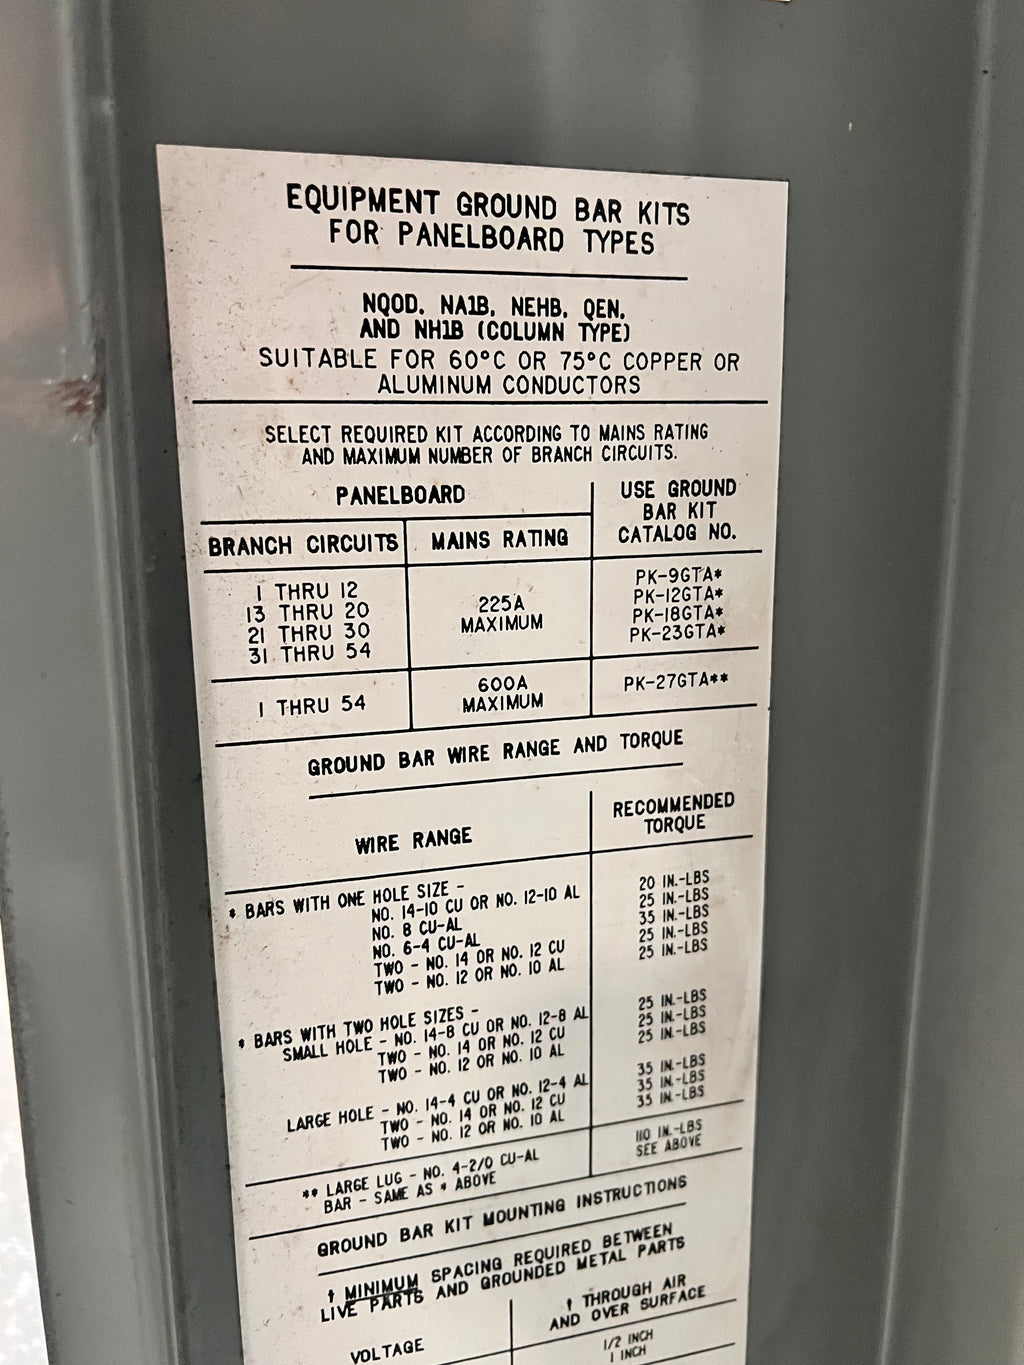 EQUIPMENT GROUND BAR KITS
FOR PANELBOARD TYPES
NQOD, NA1B, NEHB, QEN,
AND NH1B (COLUMN TYPE)
SUITABLE FOR 60°C OR 75°C COPPER OR
ALUMINUM CONDUCTORS
SELECT REQUIRED KIT ACCORDING TO MAINS RATING
AND MAXIMUM NUMBER OF BRANCH CIRCUITS.
PANELBOARD
USE GROUND
BAR KIT
CATALOG NO.
BRANCH CIRCUITS
MAINS RATING
1 THRU 12
13 THRU 20
21 THRU 30
31 THRU 54
225A
MAXIMUM
PK-9GTA*
PK-12GTA*
PK-18GTA*
PK-23GTA*
1 THRU 54
600A
MAXIMUM
PK-27GTA**
GROUND BAR WIRE RANGE AND TORQUE
WIRE RANGE
RECOMMENDED
TORQUE
* BARS WITH ONE HOLE SIZE -
NO. 14-10 CU OR NO. 12-10 AL
NO. 8 CU-AL
NO. 6-4 CU-AL
TWO - NO. 14 OR NO. 12 CU
TWO - NO. 12 OR NO. 10 AL
20 IN.-LBS
25 IN.-LBS
35 IN.-LBS
25 IN.-LBS
25 IN.-LBS
* BARS WITH TWO HOLE SIZES -
SMALL HOLE - NO. 14-8 CU OR NO. 12-8 AL
TWO - NO. 14 OR NO. 12 CU
TWO - NO. 12 OR NO. 10 AL
25 IN.-LBS
25 IN.-LBS
25 IN.-LBS
LARGE HOLE - NO. 14-4 CU OR NO. 12-4 AL
TWO - NO. 14 OR NO. 12 CU
TWO - NO. 12 OR NO. 10 AL
35 IN.-LBS
35 IN.-LBS
35 IN.-LBS
** LARGE LUG - NO. 4-2/0 CU-AL
BAR - SAME AS * ABOVE
110 IN.-LBS
SEE ABOVE
GROUND BAR KIT MOUNTING INSTRUCTIONS
† MINIMUM SPACING REQUIRED BETWEEN
LIVE PARTS AND GROUNDED METAL PARTS
VOLTAGE
† THROUGH AIR
AND OVER SURFACE
1/2 INCH
1 INCH